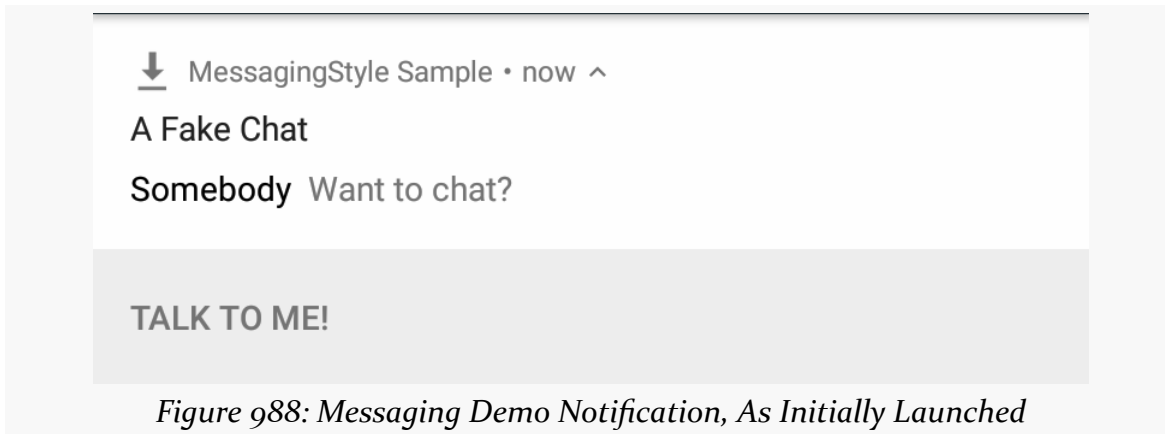 MessagingStyle Sample • now
A Fake Chat
Somebody Want to chat?
TALK TO ME!
Figure 988: Messaging Demo Notification, As Initially Launched